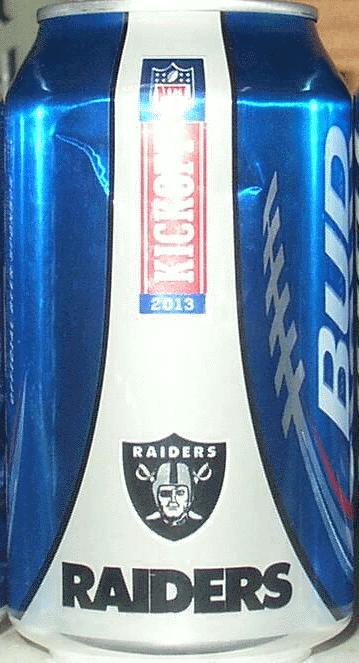 NFL
KICKOFF
2013
BUD
RAIDERS
RAIDERS